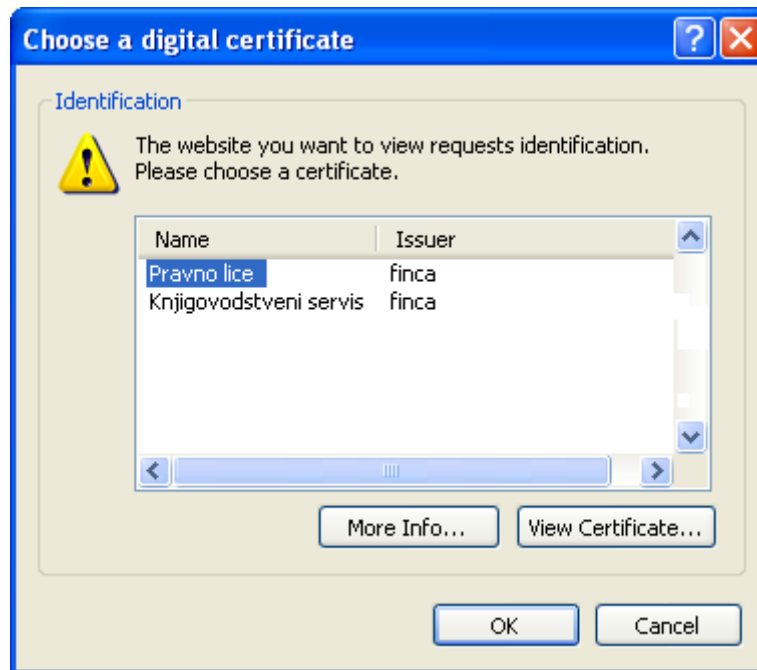 Choose a digital certificate
Identification
The website you want to view requests identification.
Please choose a certificate.
Name Issuer
Pravno lice finca
Knjigovodstveni servis finca
More Info... View Certificate...
OK Cancel